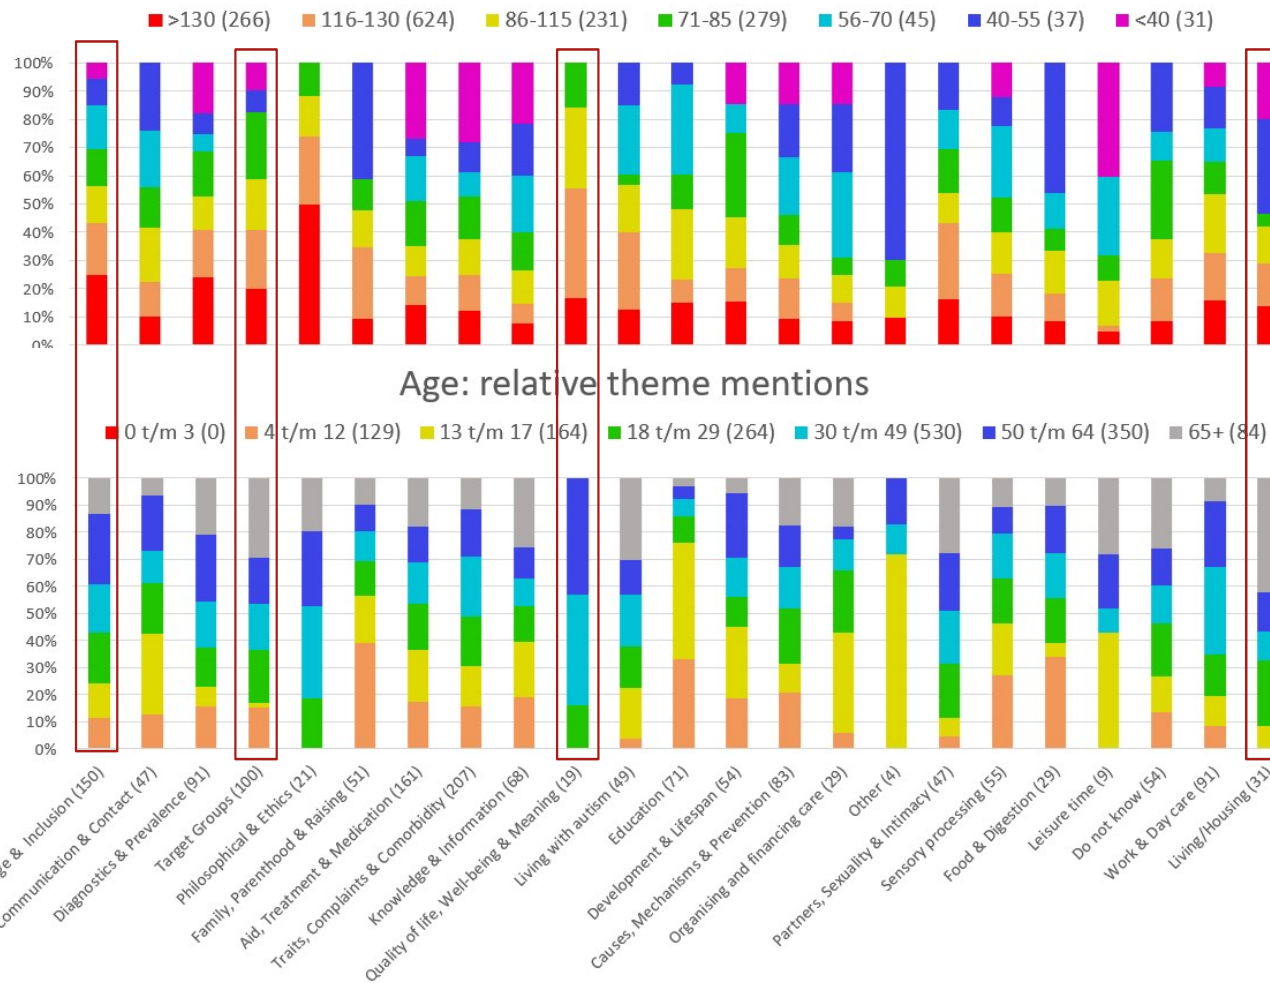 >130 (266) 116-130 (624) 86-115 (231) 71-85 (279) 56-70 (45) 40-55 (37) <40 (31)
100%
90%
80%
70%
60%
50%
40%
30%
20%
10%
0%
Age: relative theme mentions
0 t/m 3 (0) 4 t/m 12 (129) 13 t/m 17 (164) 18 t/m 29 (264) 30 t/m 49 (530) 50 t/m 64 (350) 65+ (84)
100%
90%
80%
70%
60%
50%
40%
30%
20%
10%
0%
& Inclusion (150)
Communication & Contact (47)
Diagnostics & Prevalence (91)
Target Groups (100)
Philosophical & Ethics (21)
Family, Parenthood & Raising (51)
Aid, Treatment & Medication (161)
Traits, Complaints & Comorbidity (207)
Knowledge & Information (68)
Quality of life, Well-being & Meaning (19)
Living with autism (49)
Education (71)
Development & Lifespan (54)
Causes, Mechanisms & Prevention (83)
Organising and financing care (29)
Other (4)
Partners, Sexuality & Intimacy (47)
Sensory processing (55)
Food & Digestion (29)
Leisure time (9)
Do not know (54)
Work & Day care (91)
Living/Housing (31)